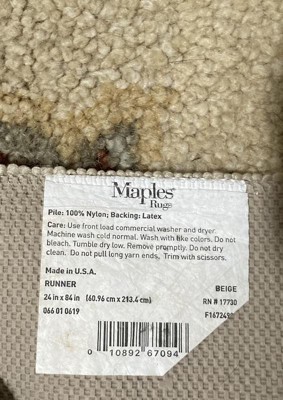 Maples
Rugs
Pile: 100% Nylon; Backing: Latex
Care: Use front load commercial washer and dryer.
Machine wash cold normal. Wash with like colors. Do not
bleach. Tumble dry low. Remove promptly. Do not dry
clean. Do not pull long yarn ends, Trim with scissors.
Made in U.S.A.
RUNNER BEIGE
24 in x 84 in (60.96 cm x 213.4 cm) RN # 17730
066 01 0619
0 10892 67094